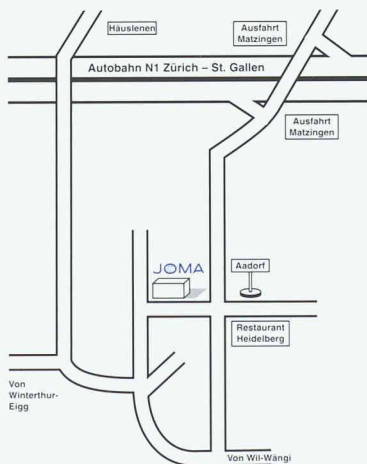 Häuslenen
Ausfahrt
Matzingen
Autobahn N1 Zürich – St. Gallen
Ausfahrt
Matzingen
JOMA
Aadorf
Restaurant
Heidelberg
Von
Winterthur-
Eigg
Von Wil-Wängi